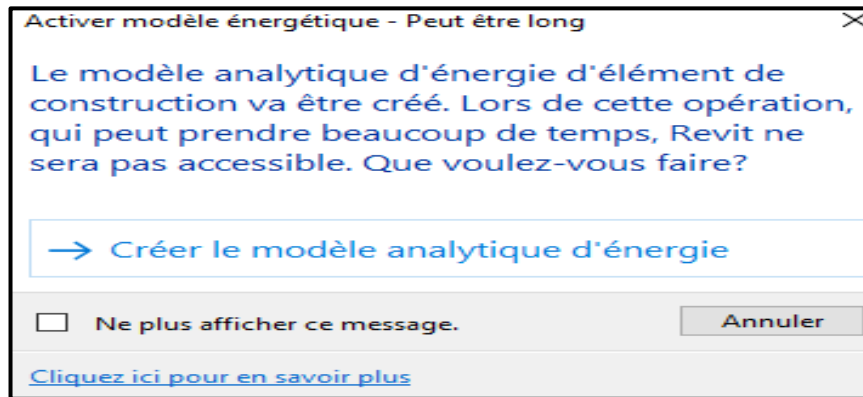 Activer modèle énergétique - Peut être long
Le modèle analytique d'énergie d'élément de
construction va être créé. Lors de cette opération,
qui peut prendre beaucoup de temps, Revit ne
sera pas accessible. Que voulez-vous faire?
→ Créer le modèle analytique d'énergie
Ne plus afficher ce message.
Annuler
Cliquez ici pour en savoir plus